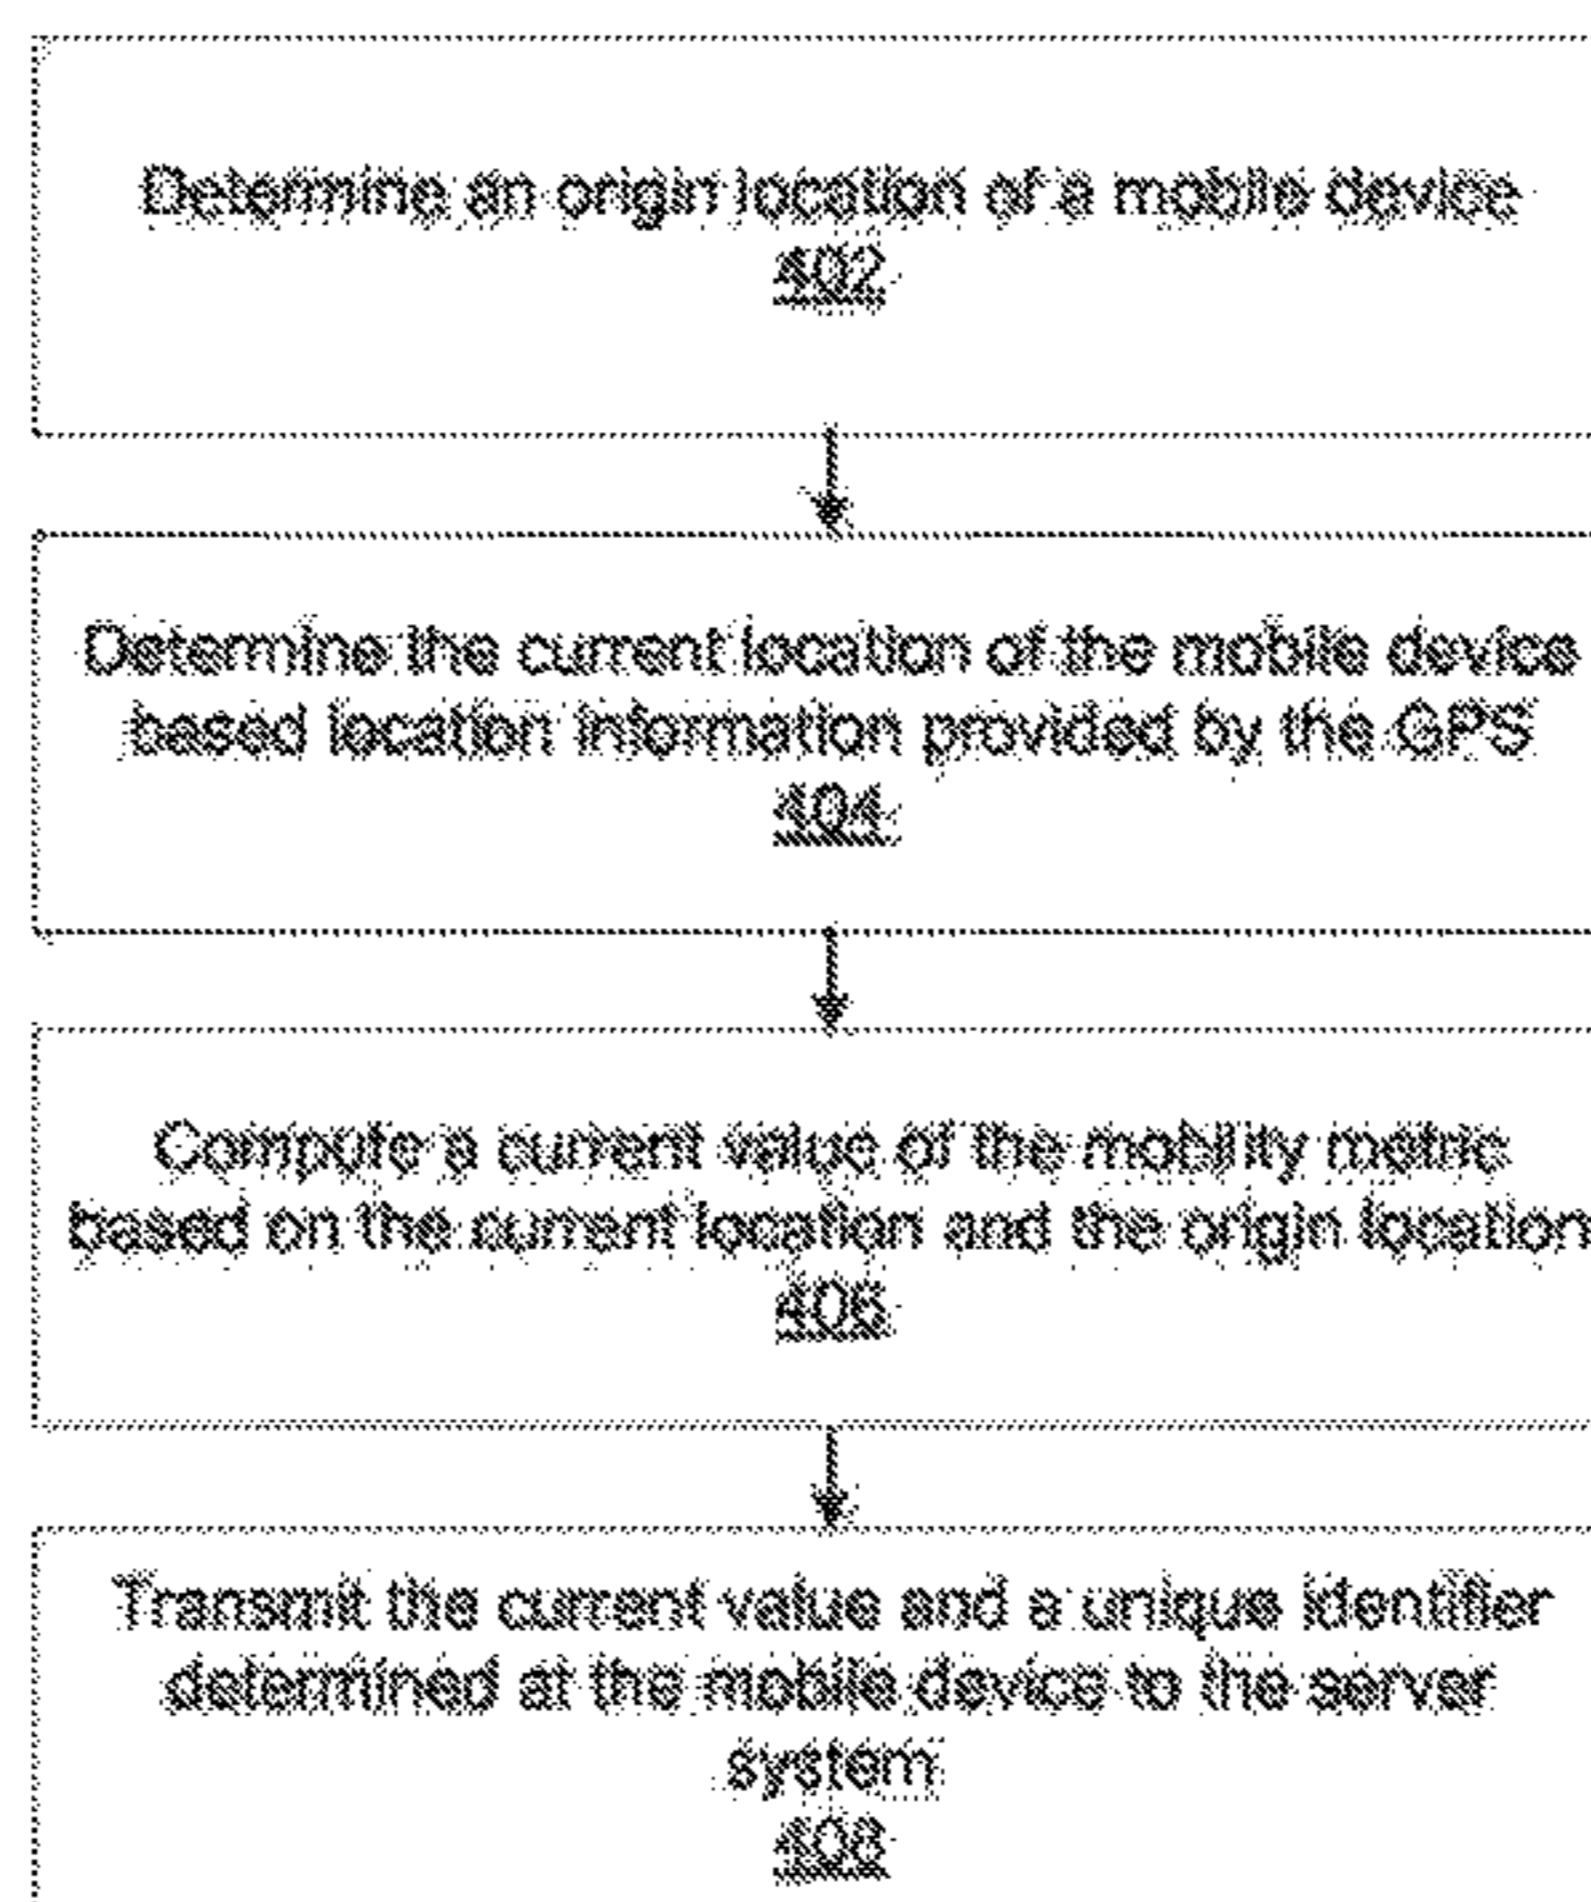 Determine an origin location of a mobile device
402
Determine the current location of the mobile device
based location information provided by the GPS
404
Compute a current value of the mobility metric
based on the current location and the origin location
406
Transmit the current value and a unique identifier
determined at the mobile device to the server
system
408